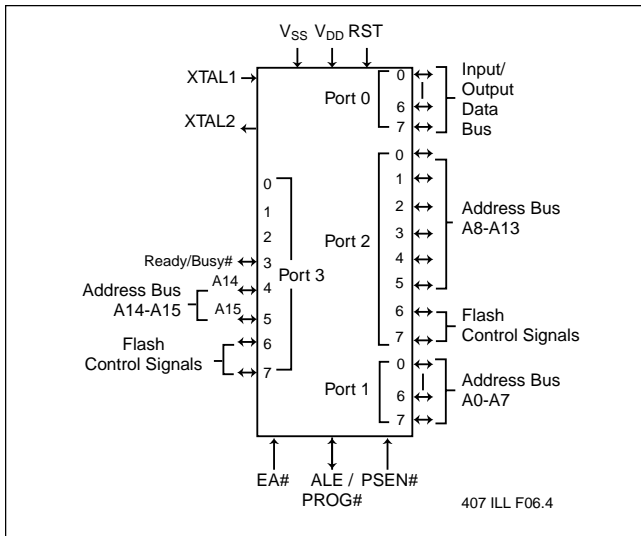 VSS VDD RST
XTAL1
XTAL2
Port 0
0
6
7
Input/
Output
Data
Bus
Port 2
0
1
2
3
4
5
6
7
Address Bus
A8-A13
Flash
Control Signals
Port 3
0
1
2
3
4
5
6
7
Ready/Busy#
A14
A15
Address Bus
A14-A15
Flash
Control Signals
Port 1
0
6
7
Address Bus
A0-A7
EA#
ALE /
PROG#
PSEN#
407 ILL F06.4